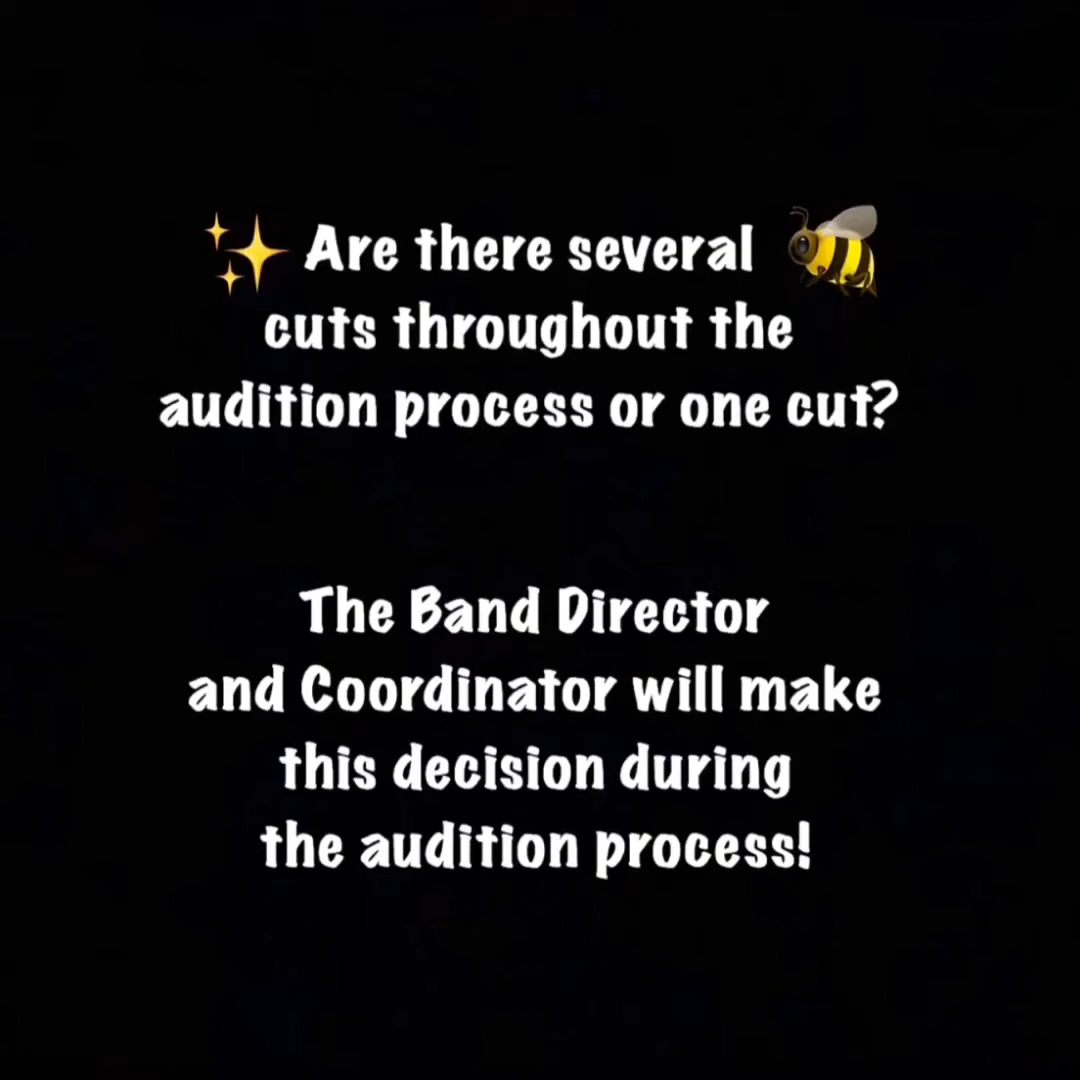 ✨ Are there several 🐝
cuts throughout the
audition process or one cut?
The Band Director
and Coordinator will make
this decision during
the audition process!